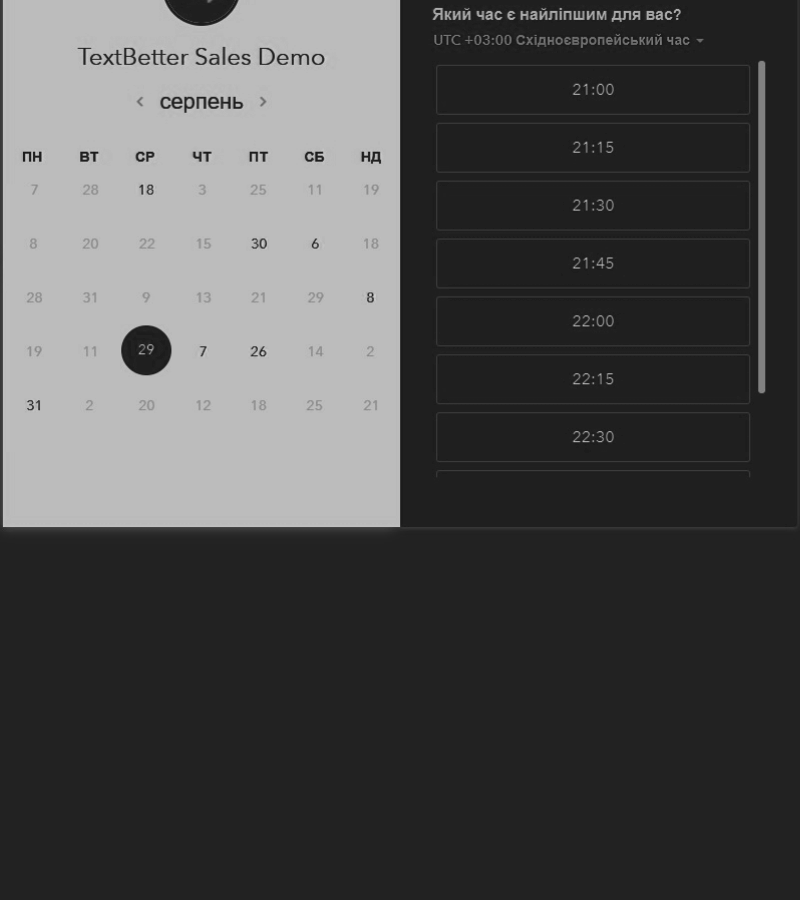 TextBetter Sales Demo
серпень
ПН ВТ СР ЧТ ПТ СБ НД
7 28 18 3 25 11 19
8 20 22 15 30 6 18
28 31 9 13 21 29 8
19 11 29 7 26 14 2
31 2 20 12 18 25 21
Який час є найліпшим для вас?
UTC +03:00 Східноєвропейський час
21:00
21:15
21:30
21:45
22:00
22:15
22:30